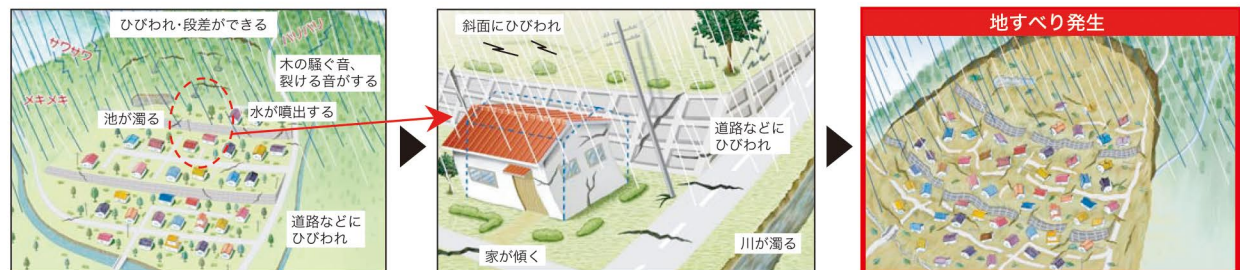 ひびわれ・段差ができる
サワサワ
バリバリ
木の騒ぐ音、
裂ける音がする
メキメキ
池が濁る
水が噴出する
道路などに
ひびわれ
斜面にひびわれ
道路などに
ひびわれ
川が濁る
家が傾く
地すべり発生